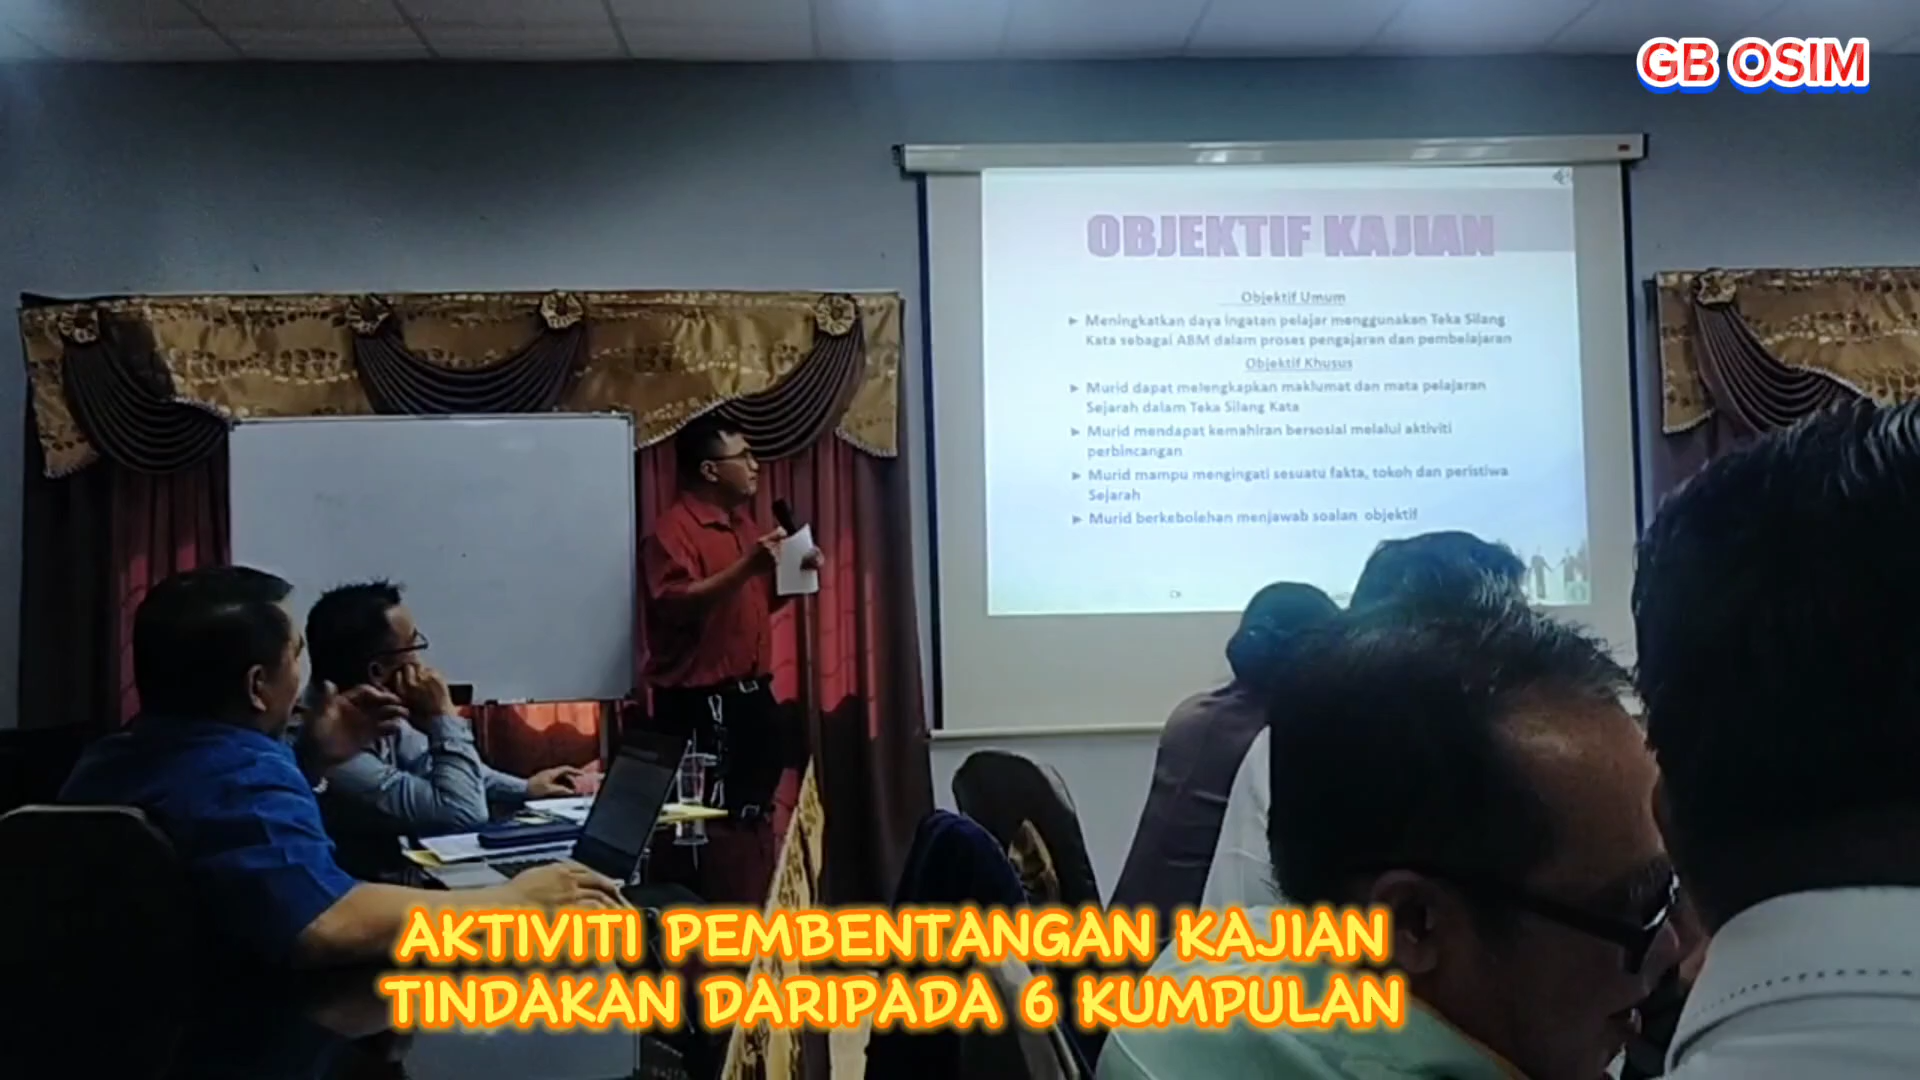 GB OSIM
OBJEKTIF KAJIAN
Objektif Umum
Meningkatkan daya ingatan pelajar menggunakan Teka Silang
Kata sebagai ABM dalam proses pengajaran dan pembelajaran
Objektif Khusus
Murid dapat melengkapkan maklumat dan mata pelajaran
Sejarah dalam Teka Silang Kata
Murid mendapat kemahiran bersosial melalui aktiviti
perbincangan
Murid mampu mengingati sesuatu fakta, tokoh dan peristiwa
Sejarah
Murid berkebolehan menjawab soalan objektif
AKTIVITI PEMBENTANGAN KAJIAN
TINDAKAN DARIPADA 6 KUMPULAN